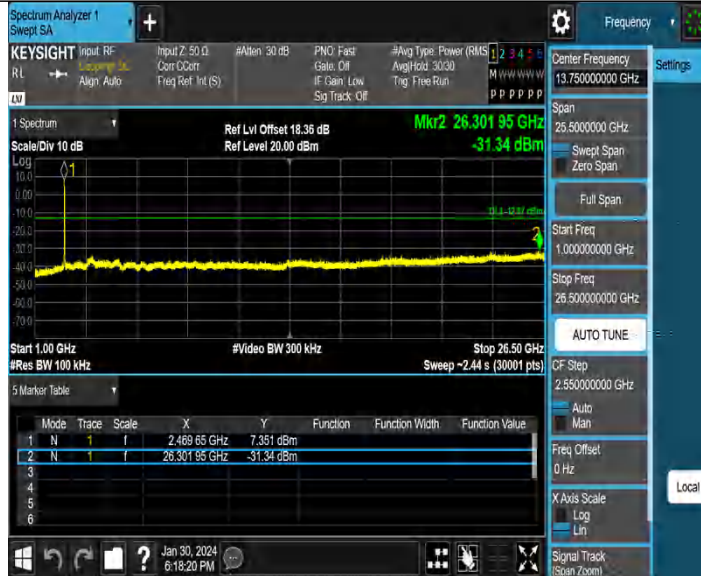 Spectrum Analyzer 1
Swept SA
Frequency
KEYSIGHT Input: RF Input Z: 50 Ω #Atten: 30 dB PNO: Fast #Avg Type: Power (RMS 1 2 3 4 5 6
RL Coupling: DC Corr CCorr Gate: Off Avg|Hold: 30/30 M W W W W W
Align: Auto Freq Ref: Int (S) IF Gain: Low Trig: Free Run
Sig Track: Off P P P P P P
LXI
1 Spectrum Ref Lvl Offset 18.36 dB Mkr2 26.301 95 GHz
Scale/Div 10 dB Ref Level 20.00 dBm -31.34 dBm
Log
10.0
0.00
-10.0
-20.0
-30.0
-40.0
-50.0
-60.0
-70.0
1
2
Start 1.00 GHz #Video BW 300 kHz Stop 26.50 GHz
#Res BW 100 kHz Sweep ~2.44 s (30001 pts)
5 Marker Table
Mode Trace Scale X Y Function Function Width Function Value
1 N 1 f 2.469 65 GHz 7.351 dBm
2 N 1 f 26.301 95 GHz -31.34 dBm
3
4
5
6
Jan 30, 2024
6:18:20 PM
Center Frequency
13.750000000 GHz
Settings
Span
25.5000000 GHz
Swept Span
Zero Span
Full Span
Start Freq
1.000000000 GHz
Stop Freq
26.500000000 GHz
AUTO TUNE
CF Step
2.550000000 GHz
Auto
Man
Freq Offset
0 Hz
Local
X Axis Scale
Log
Lin
Signal Track
(Span Zoom)